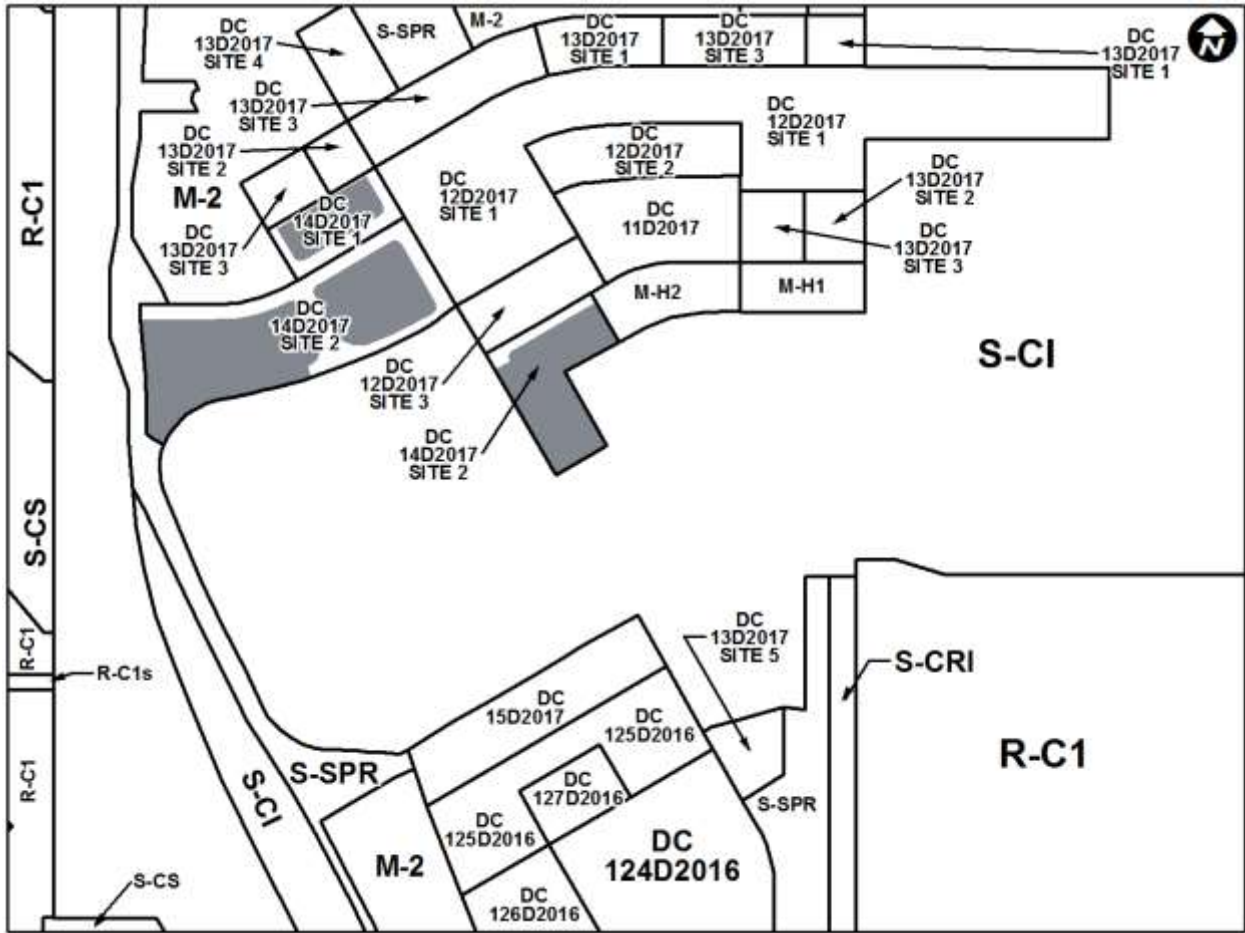 DC
13D2017
SITE 4
S-SPR
M-2
DC
13D2017
SITE 1
DC
13D2017
SITE 3
DC
13D2017
SITE 1
N
DC
13D2017
SITE 3
DC
13D2017
SITE 2
DC
12D2017
SITE 1
DC
12D2017
SITE 2
DC
13D2017
SITE 2
R-C1
M-2
DC
14D2017
SITE 1
DC
12D2017
SITE 1
DC
11D2017
DC
13D2017
SITE 3
DC
13D2017
SITE 3
M-H2
M-H1
DC
14D2017
SITE 2
S-CI
DC
12D2017
SITE 3
DC
14D2017
SITE 2
S-CS
R-C1
R-C1s
DC
13D2017
SITE 5
S-CRI
DC
15D2017
DC
125D2016
R-C1
R-C1
S-CI
S-SPR
DC
127D2016
S-SPR
DC
125D2016
M-2
DC
124D2016
S-CS
DC
126D2016